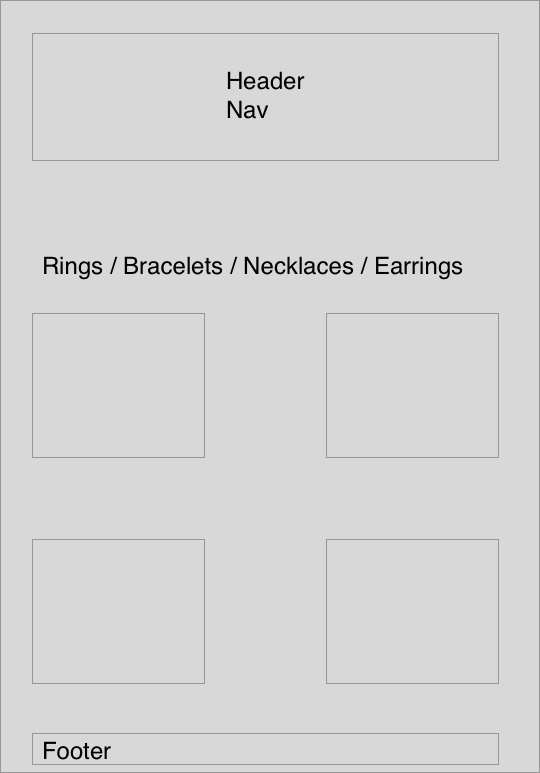 Header
Nav
Rings / Bracelets / Necklaces / Earrings
Footer